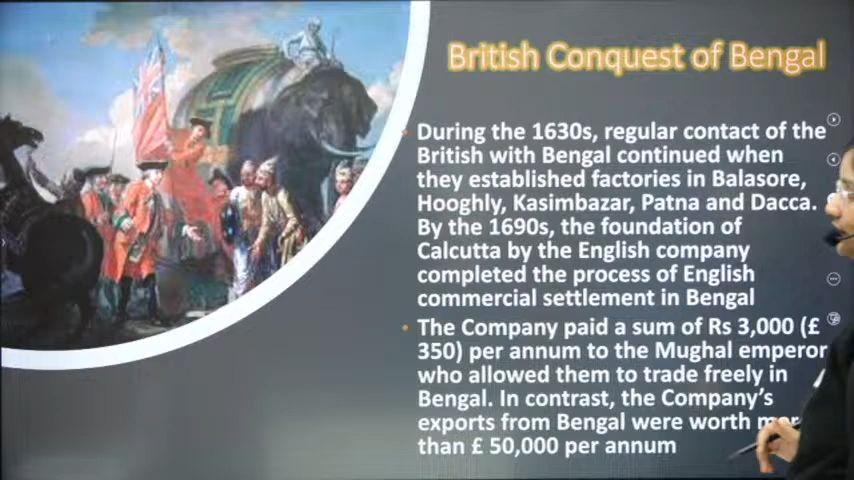 British Conquest of Bengal
During the 1630s, regular contact of the
British with Bengal continued when
they established factories in Balasore,
Hooghly, Kasimbazar, Patna and Dacca.
By the 1690s, the foundation of
Calcutta by the English company
completed the process of English
commercial settlement in Bengal
• The Company paid a sum of Rs 3,000 (£
350) per annum to the Mughal emperor
who allowed them to trade freely in
Bengal. In contrast, the Company's
exports from Bengal were worth
than £ 50,000 per annum